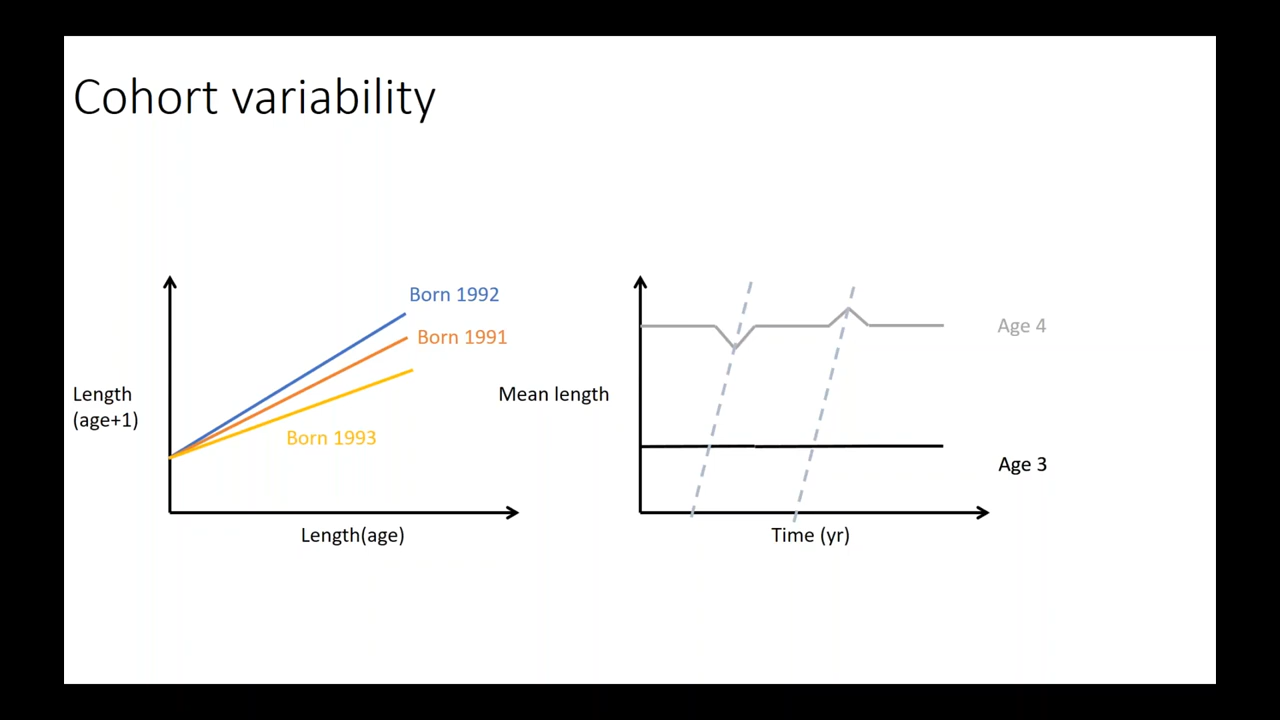 Cohort variability
Born 1992
Born 1991
Length
(age+1)
Born 1993
Length(age)
Mean length
Age 4
Age 3
Time (yr)